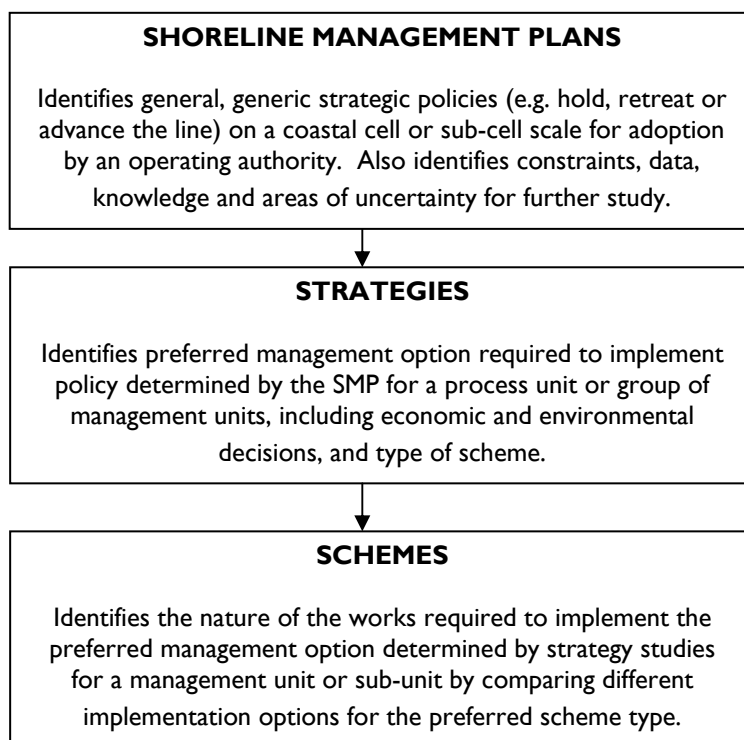 SHORELINE MANAGEMENT PLANS
Identifies general, generic strategic policies (e.g. hold, retreat or
advance the line) on a coastal cell or sub-cell scale for adoption
by an operating authority.  Also identifies constraints, data,
knowledge and areas of uncertainty for further study.
STRATEGIES
Identifies preferred management option required to implement
policy determined by the SMP for a process unit or group of
management units, including economic and environmental
decisions, and type of scheme.
SCHEMES
Identifies the nature of the works required to implement the
preferred management option determined by strategy studies
for a management unit or sub-unit by comparing different
implementation options for the preferred scheme type.